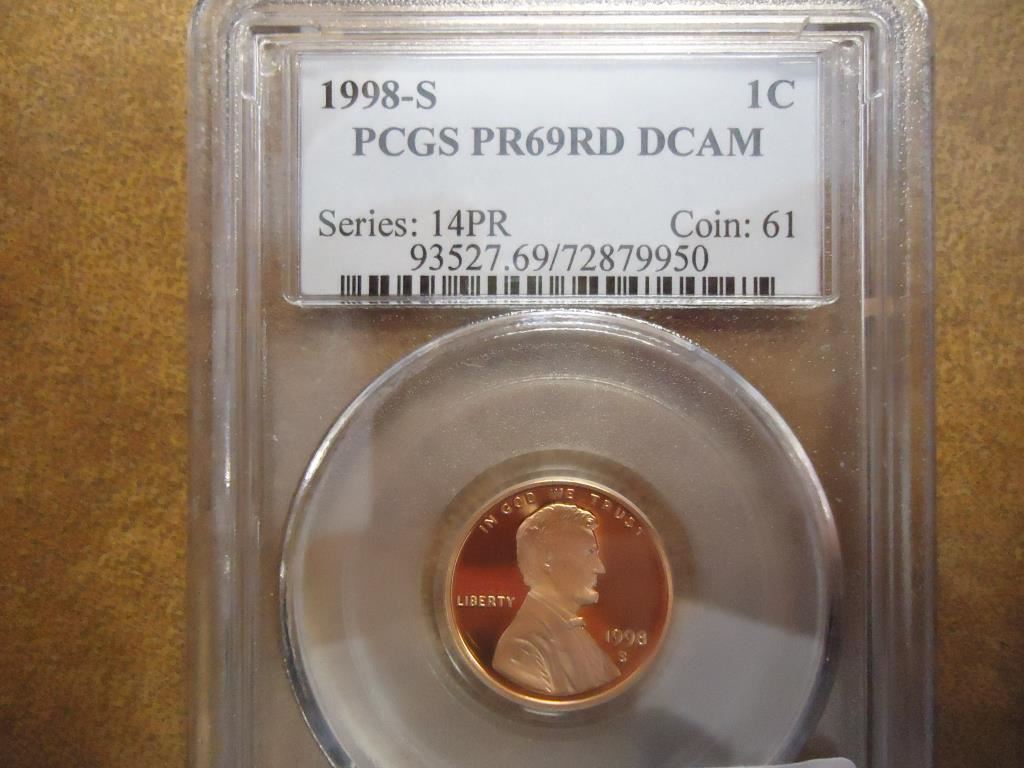 1998-S 1C
PCGS PR69RD DCAM
Series: 14PR Coin: 61
93527.69/72879950
IN GOD WE TRUST
LIBERTY
1998
S